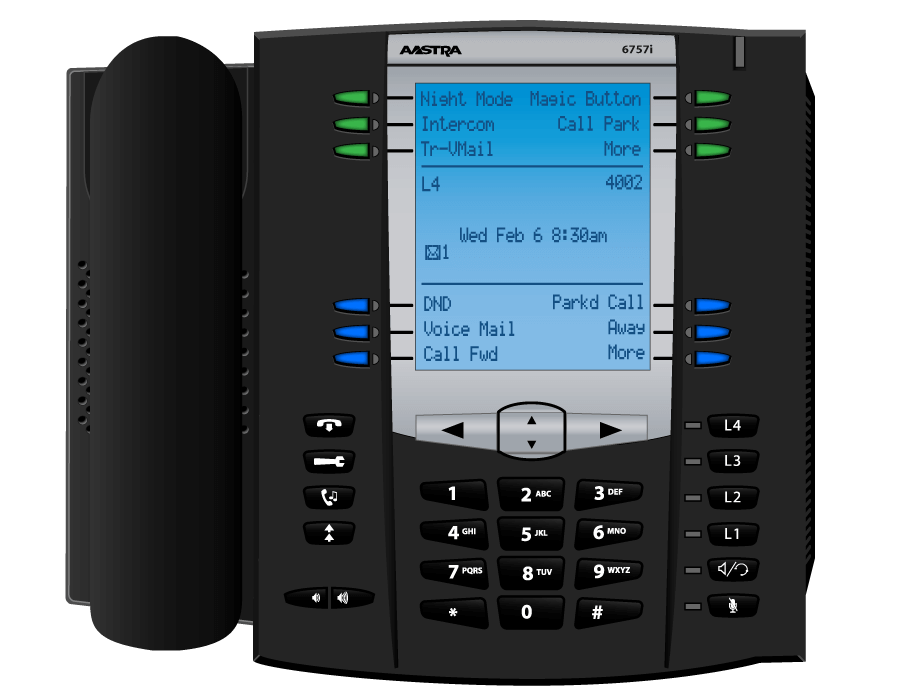 AASTRA 6757i
Night Mode Magic Button
Intercom Call Park
Tr-VMail More
L4 4002
Wed Feb 6 8:30am
1
DND Parkd Call
Voice Mail Away
Call Fwd More
L4
L3
L2
L1
1 2 ABC 3 DEF
4 GHI 5 JKL 6 MNO
7 PQRS 8 TUV 9 WXYZ
* 0 #